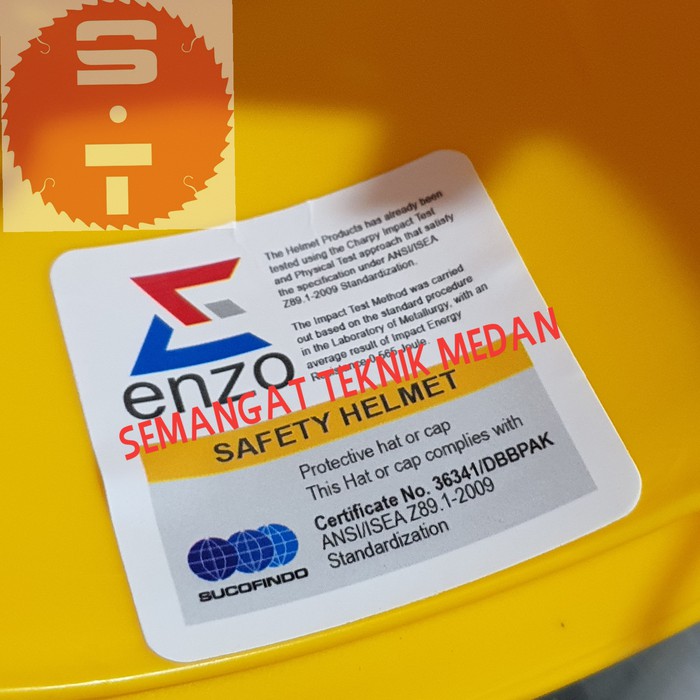 S
T
The Helmet Products has already been
tested using the Charpy Impact Test
and Physical Test approach that satisfy
the specification under ANSI/ISEA
Z89.1-2009 Standardization.
The Impact Test Method was carried
out based on the standard procedure
in the Laboratory of Metallurgy, with an
average result of Impact Energy
Resistance 0.565 Joule.
enzo
SEMANGAT TEKNIK MEDAN
SAFETY HELMET
Protective hat or cap
This Hat or cap complies with
Certificate No. 36341/DBBPAK
ANSI/ISEA Z89.1-2009
Standardization
SUCOFINDO